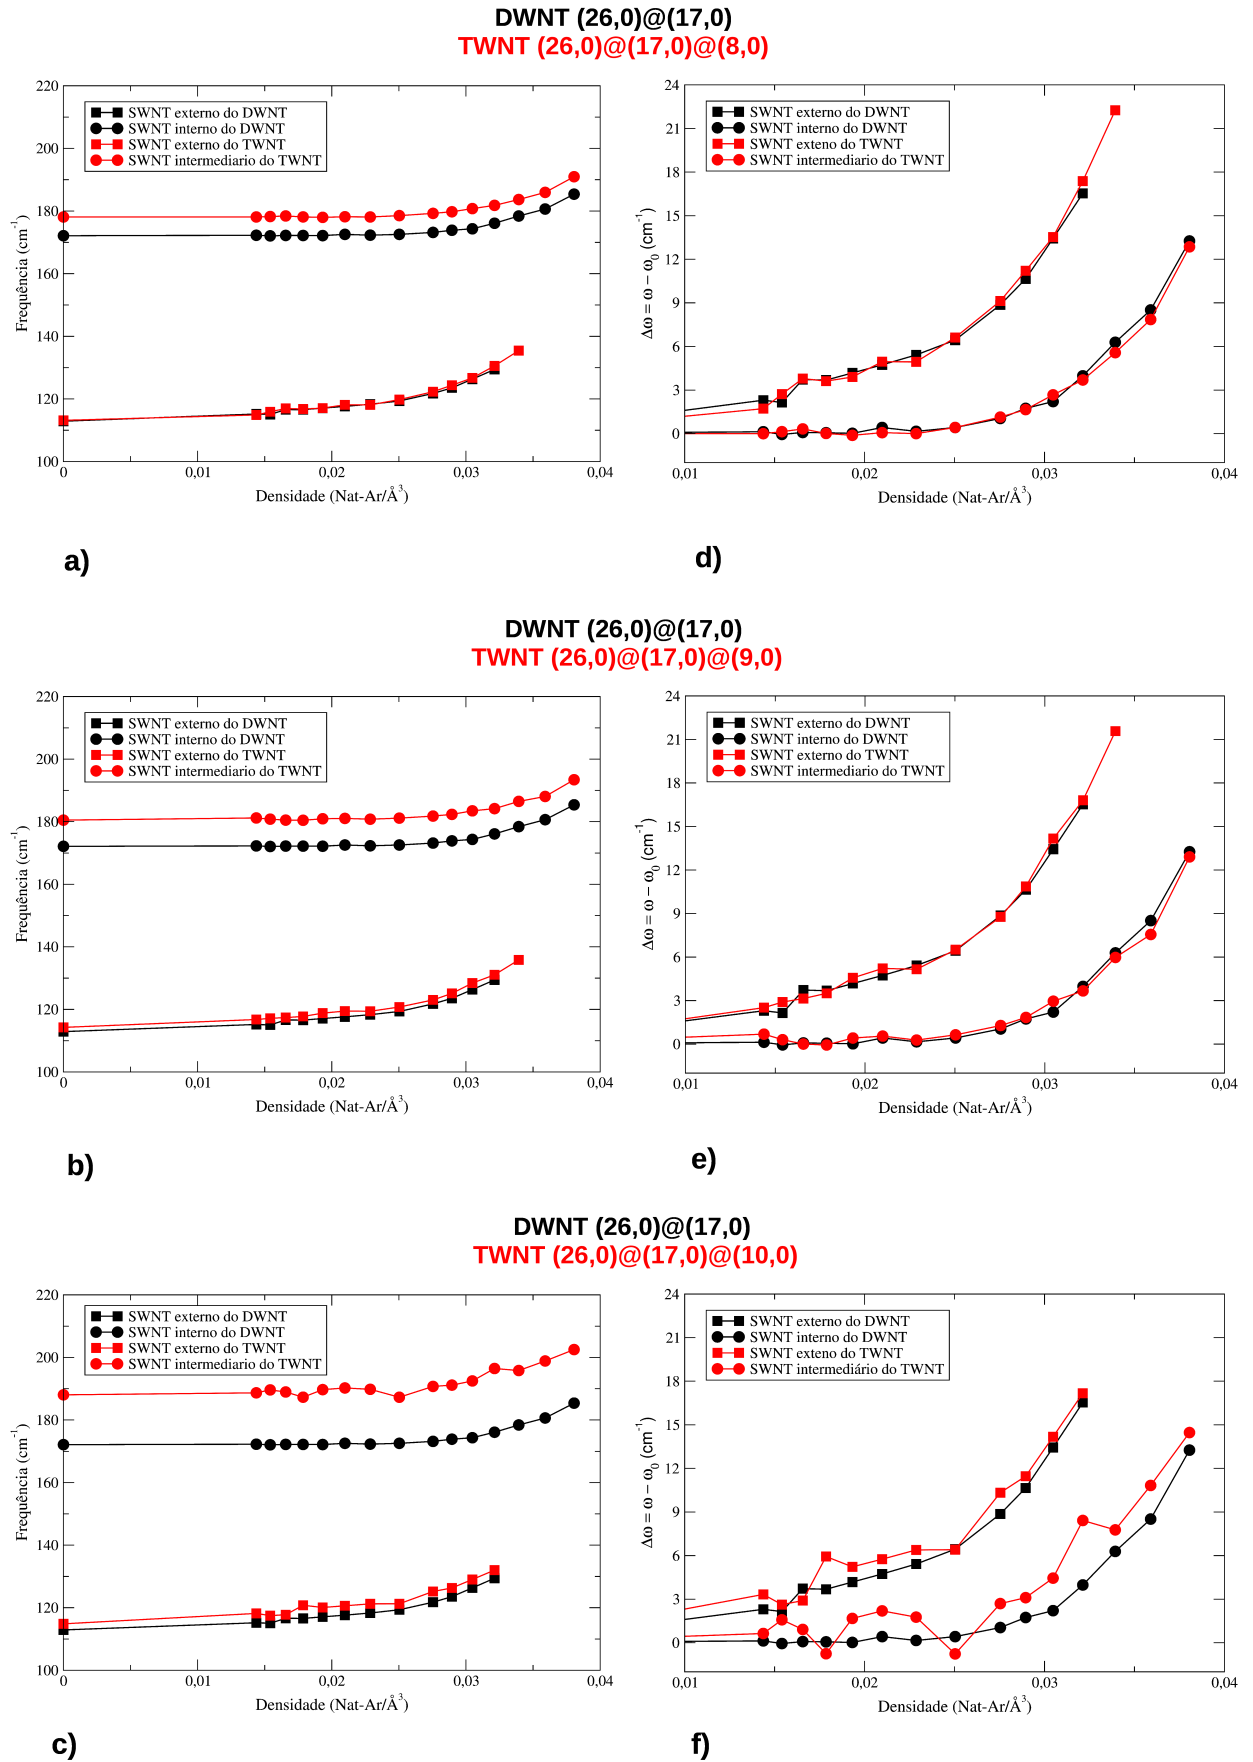 DWNT (26,0)@(17,0)
TWNT (26,0)@(17,0)@(8,0)
220
200
180
160
140
120
100
Frequência (cm⁻¹)
SWNT externo do DWNT
SWNT interno do DWNT
SWNT externo do TWNT
SWNT intermediario do TWNT
0 0,01 0,02 0,03 0,04
Densidade (Nat-Ar/Å³)
a)
24
21
18
15
12
9
6
3
0
Δω = ω − ω₀ (cm⁻¹)
SWNT externo do DWNT
SWNT interno do DWNT
SWNT exteno do TWNT
SWNT intermediario do TWNT
0,01 0,02 0,03 0,04
Densidade (Nat-Ar/Å³)
d)
DWNT (26,0)@(17,0)
TWNT (26,0)@(17,0)@(9,0)
220
200
180
160
140
120
100
Frequência (cm⁻¹)
SWNT externo do DWNT
SWNT interno do DWNT
SWNT externo do TWNT
SWNT intermediario do TWNT
0 0,01 0,02 0,03 0,04
Densidade (Nat-Ar/Å³)
b)
24
21
18
15
12
9
6
3
0
Δω = ω − ω₀ (cm⁻¹)
SWNT externo do DWNT
SWNT interno do DWNT
SWNT externo do TWNT
SWNT intermediario do TWNT
0,01 0,02 0,03 0,04
Densidade (Nat-Ar/Å³)
e)
DWNT (26,0)@(17,0)
TWNT (26,0)@(17,0)@(10,0)
220
200
180
160
140
120
100
Frequência (cm⁻¹)
SWNT externo do DWNT
SWNT interno do DWNT
SWNT externo do TWNT
SWNT intermediario do TWNT
0 0,01 0,02 0,03 0,04
Densidade (Nat-Ar/Å³)
c)
24
21
18
15
12
9
6
3
0
Δω = ω − ω₀ (cm⁻¹)
SWNT externo do DWNT
SWNT interno do DWNT
SWNT exteno do TWNT
SWNT intermediário do TWNT
0,01 0,02 0,03 0,04
Densidade (Nat-Ar/Å³)
f)